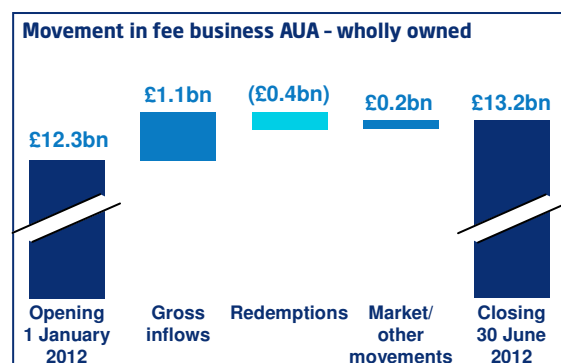 Movement in fee business AUA – wholly owned
£12.3bn
£1.1bn
(£0.4bn)
£0.2bn
£13.2bn
Opening
1 January
2012
Gross
inflows
Redemptions
Market/
other
movements
Closing
30 June
2012